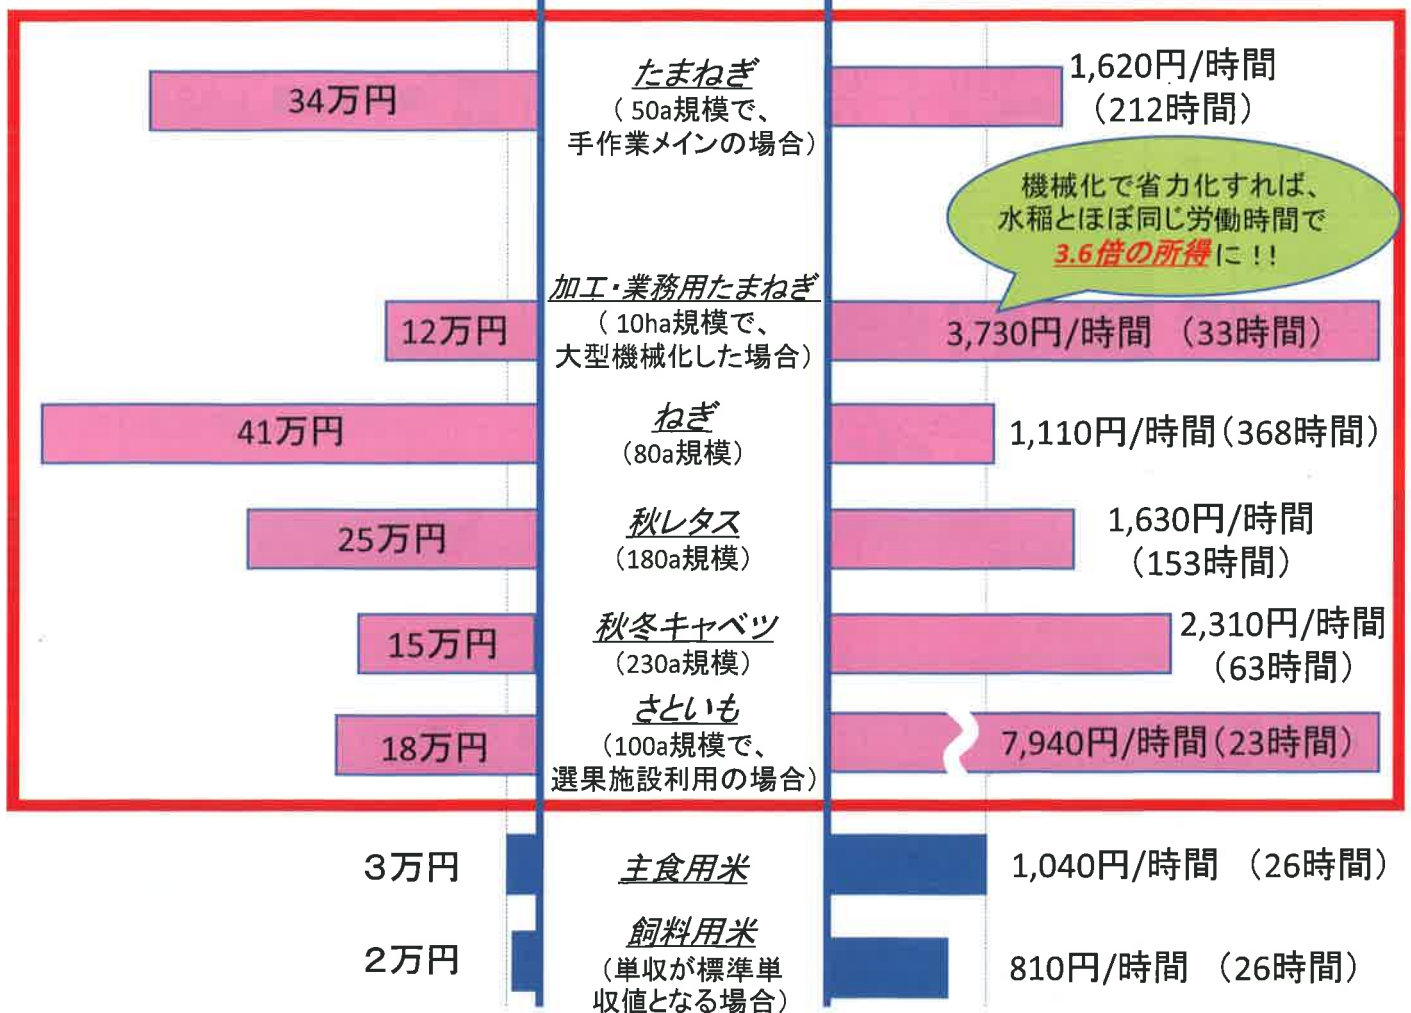 34万円
たまねぎ
（50a規模で、
手作業メインの場合）
1,620円/時間
（212時間）
機械化で省力化すれば、
水稲とほぼ同じ労働時間で
3.6倍の所得に！！
12万円
加工・業務用たまねぎ
（10ha規模で、
大型機械化した場合）
3,730円/時間 （33時間）
41万円
ねぎ
（80a規模）
1,110円/時間（368時間）
25万円
秋レタス
（180a規模）
1,630円/時間
（153時間）
15万円
秋冬キャベツ
（230a規模）
2,310円/時間
（63時間）
18万円
さといも
（100a規模で、
選果施設利用の場合）
7,940円/時間（23時間）
３万円
主食用米
1,040円/時間 （26時間）
２万円
飼料用米
（単収が標準単
収値となる場合）
810円/時間 （26時間）